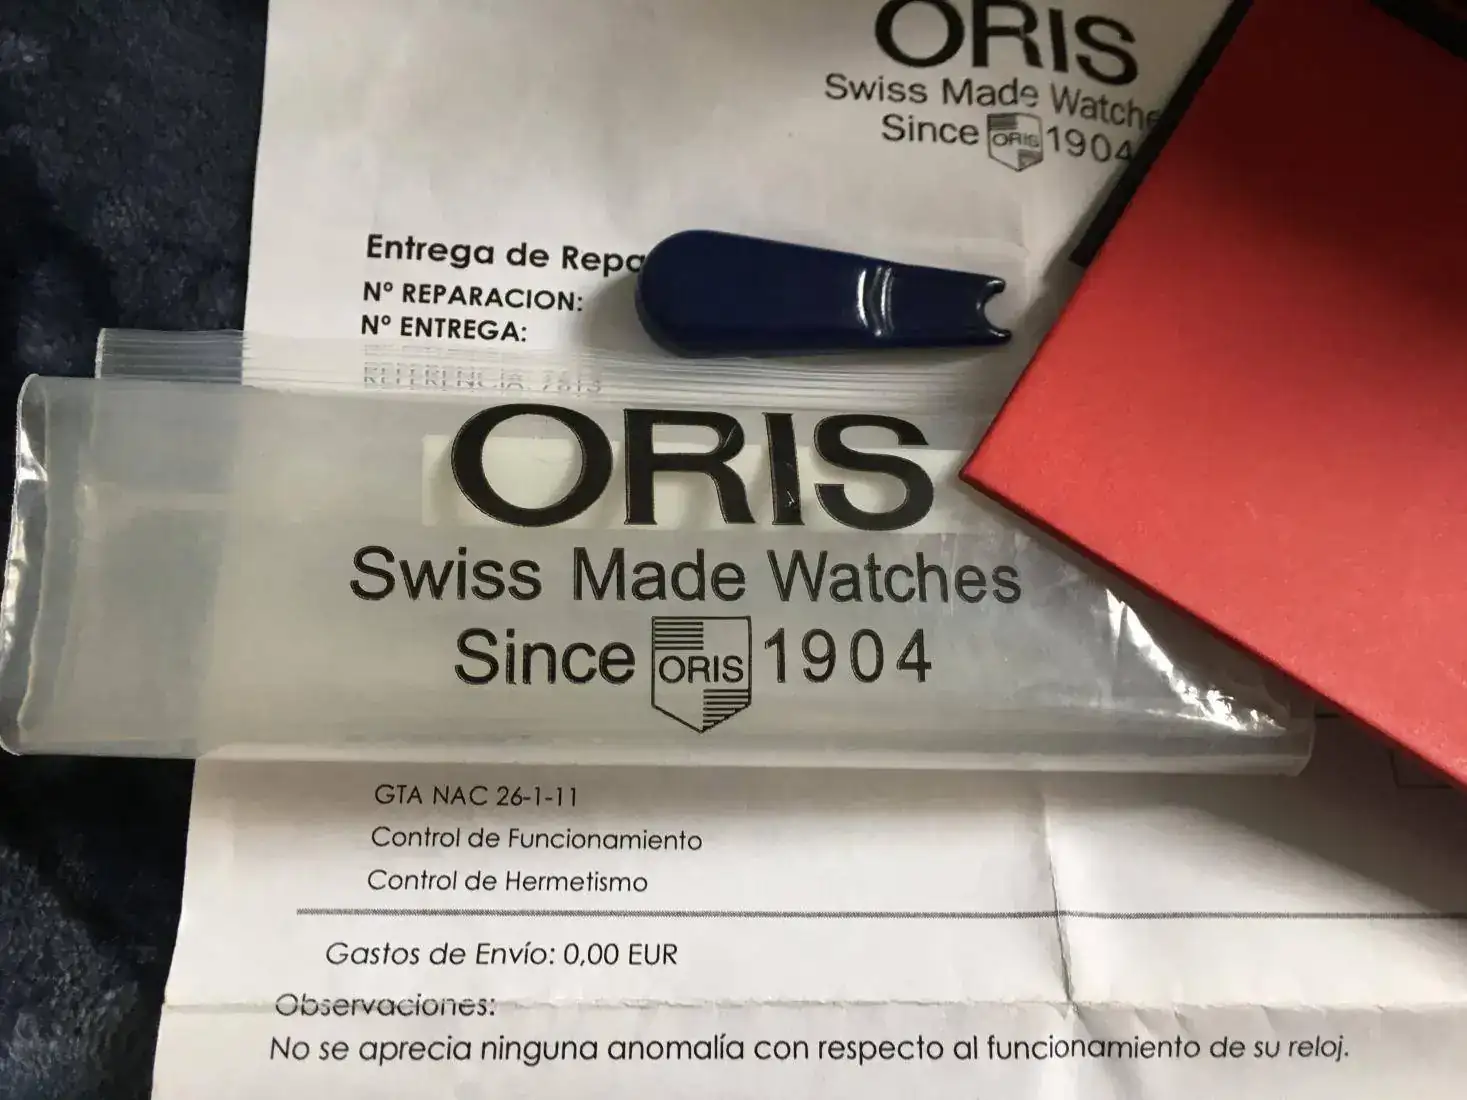 ORIS
Swiss Made Watche
Since ORIS 1904
Entrega de Repa
Nº REPARACION:
Nº ENTREGA:
REFERENCIA: 7613
ORIS
Swiss Made Watches
Since ORIS 1904
GTA NAC 26-1-11
Control de Funcionamiento
Control de Hermetismo
Gastos de Envío: 0,00 EUR
Observaciones:
No se aprecia ninguna anomalía con respecto al funcionamiento de su reloj.